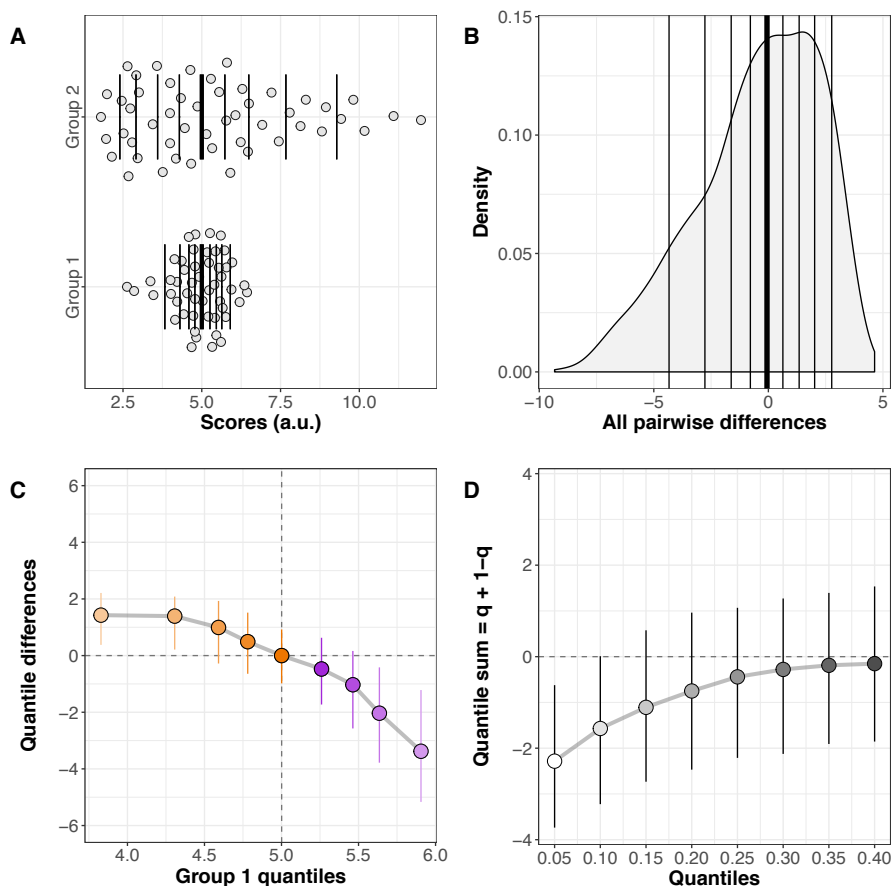 A
Group 2
Group 1
2.5 5.0 7.5 10.0
Scores (a.u.)
B
Density
0.15
0.10
0.05
0.00
−10 −5 0 5
All pairwise differences
C
Quantile differences
6
4
2
0
−2
−4
−6
4.0 4.5 5.0 5.5 6.0
Group 1 quantiles
D
Quantile sum = q + 1−q
4
2
0
−2
−4
0.05 0.10 0.15 0.20 0.25 0.30 0.35 0.40
Quantiles